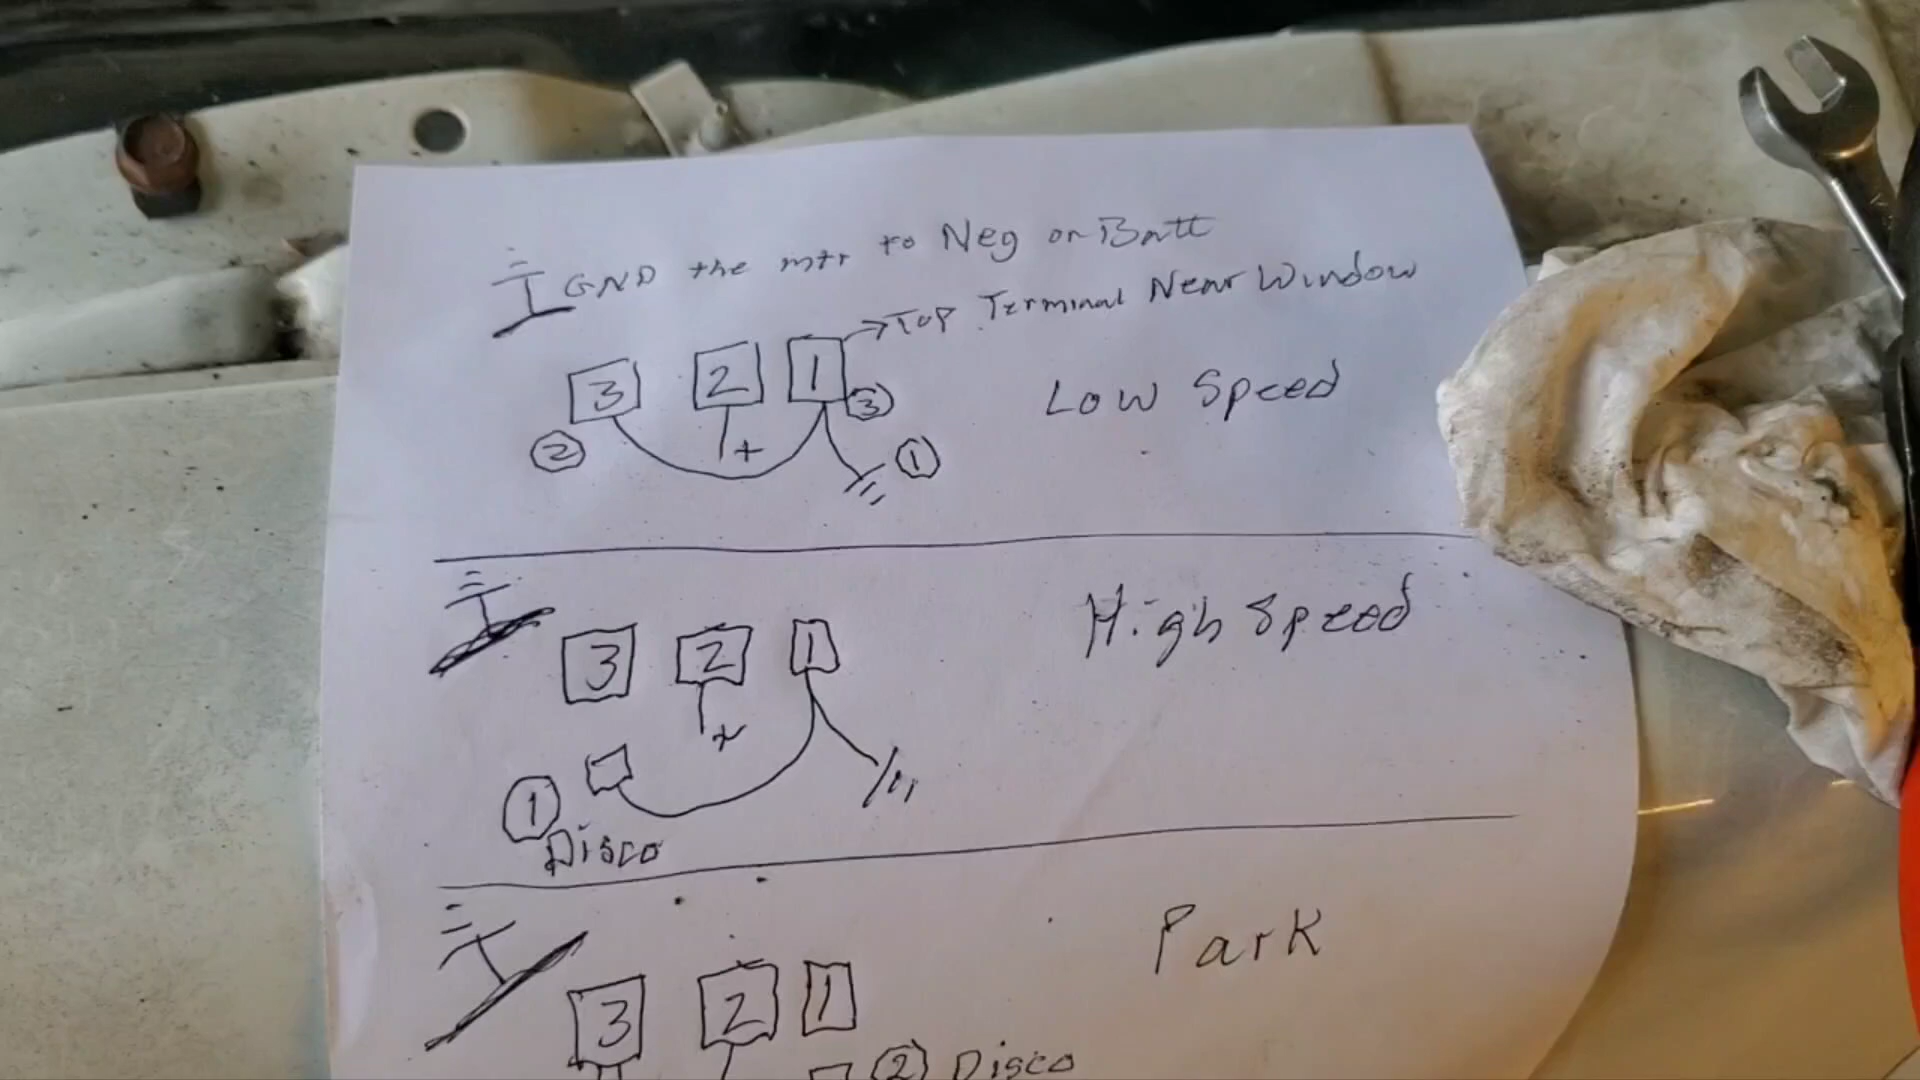 GND the mtr to Neg on Batt
Top Terminal Near Window
3 2 1
3
Low Speed
2
+
1
High Speed
3 2 1
+
1
Disco
Park
3 2 1
2 Disco